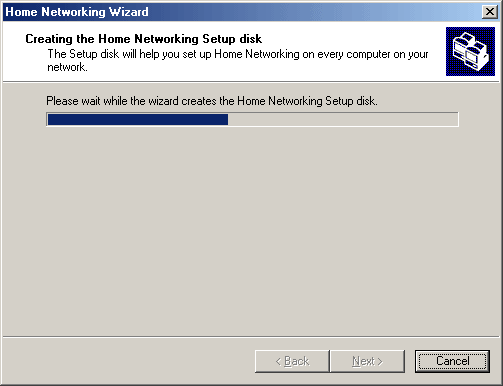 Home Networking Wizard
Creating the Home Networking Setup disk
The Setup disk will help you set up Home Networking on every computer on your
network.
Please wait while the wizard creates the Home Networking Setup disk.
< Back
Next >
Cancel